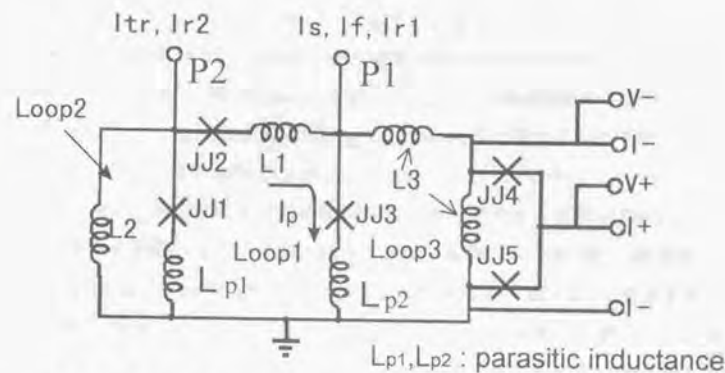 Itr, Ir2
Is, If, Ir1
P2
P1
Loop2
V-
I-
JJ2
L1
L3
JJ4
V+
I+
JJ1
Ip
JJ3
L2
Loop1
Loop3
JJ5
Lp1
Lp2
I-
Lp1,Lp2 : parasitic inductance